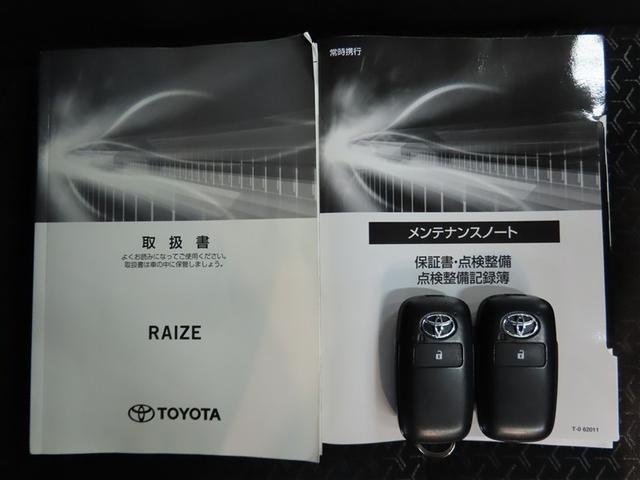 取扱書
よくお読みになってご使用ください。
取扱書は車の中に保管しましょう。
RAIZE
TOYOTA
常時携行
メンテナンスノート
保証書・点検整備
点検整備記録簿
T-0 62011